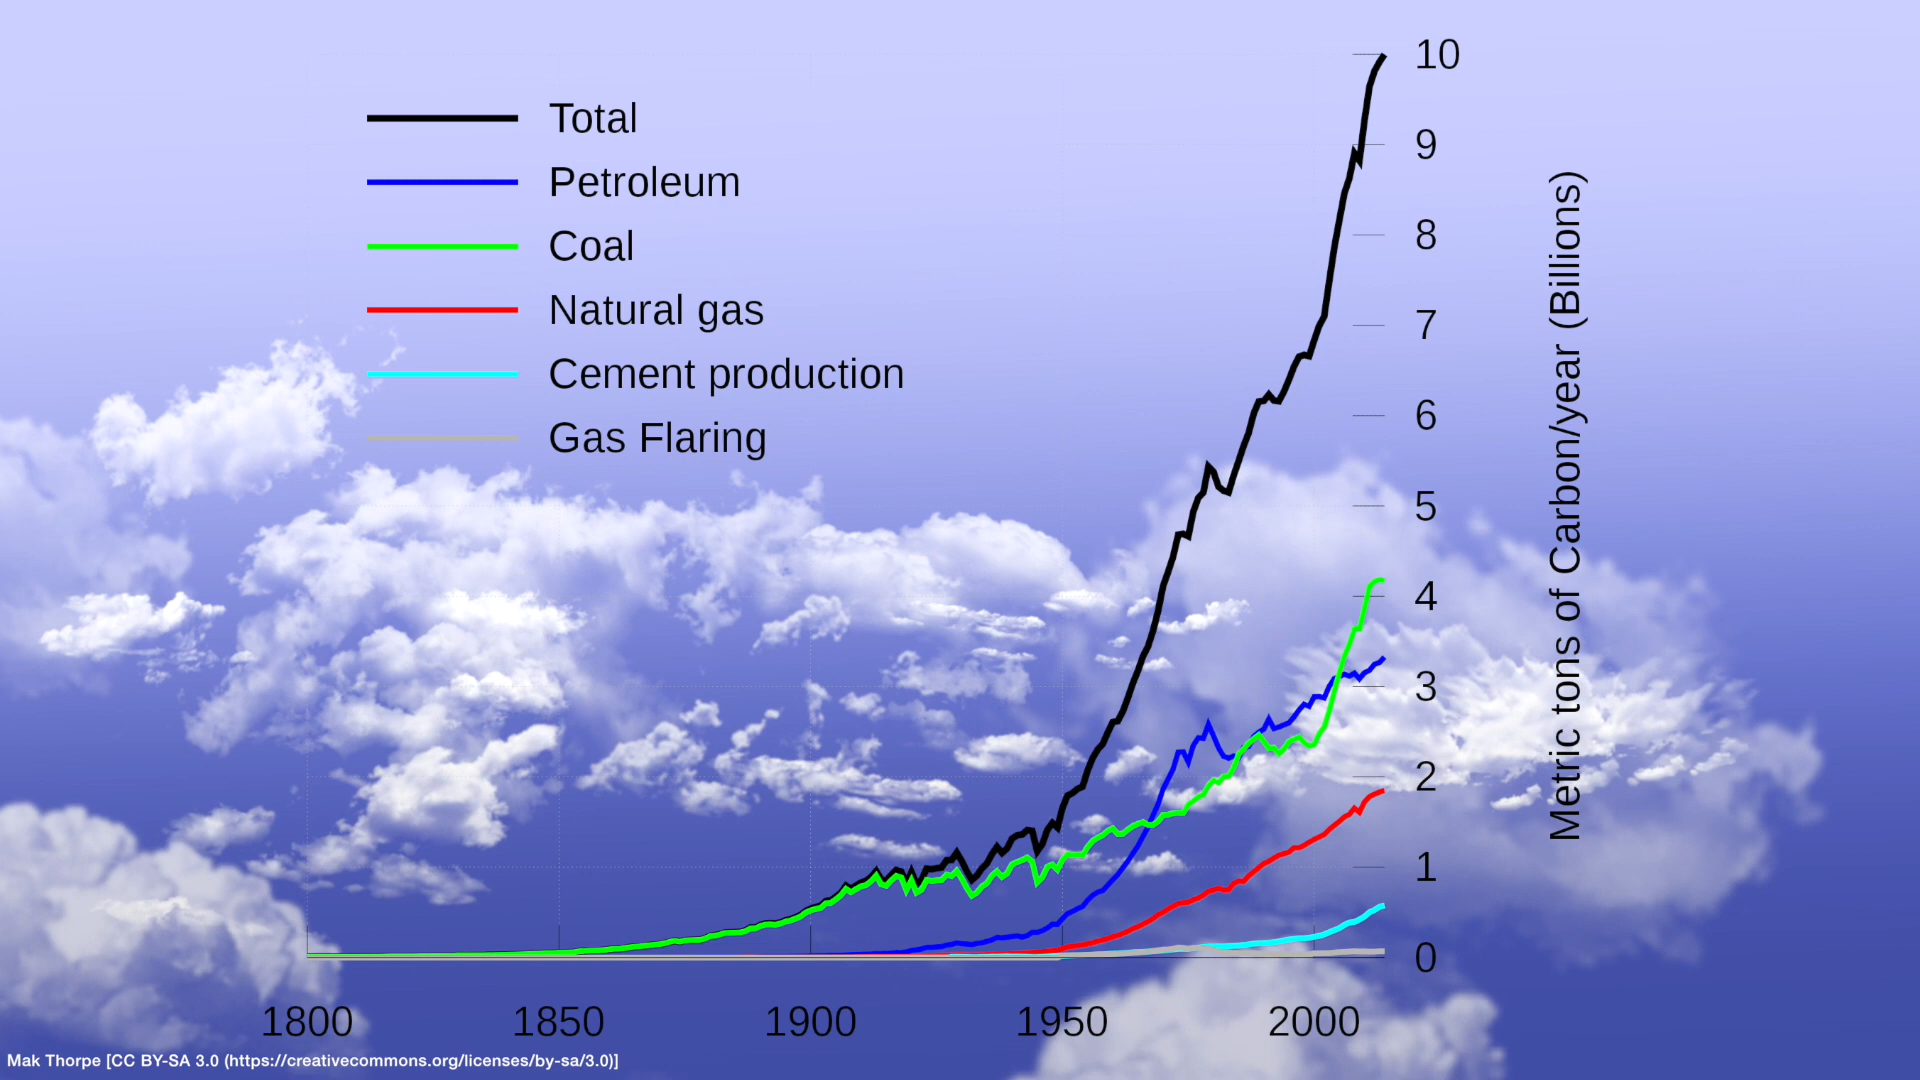 Total
Petroleum
Coal
Natural gas
Cement production
Gas Flaring
10
9
8
7
6
5
4
3
2
1
0
Metric tons of Carbon/year (Billions)
1800 1850 1900 1950 2000
Mak Thorpe [CC BY-SA 3.0 (https://creativecommons.org/licenses/by-sa/3.0)]